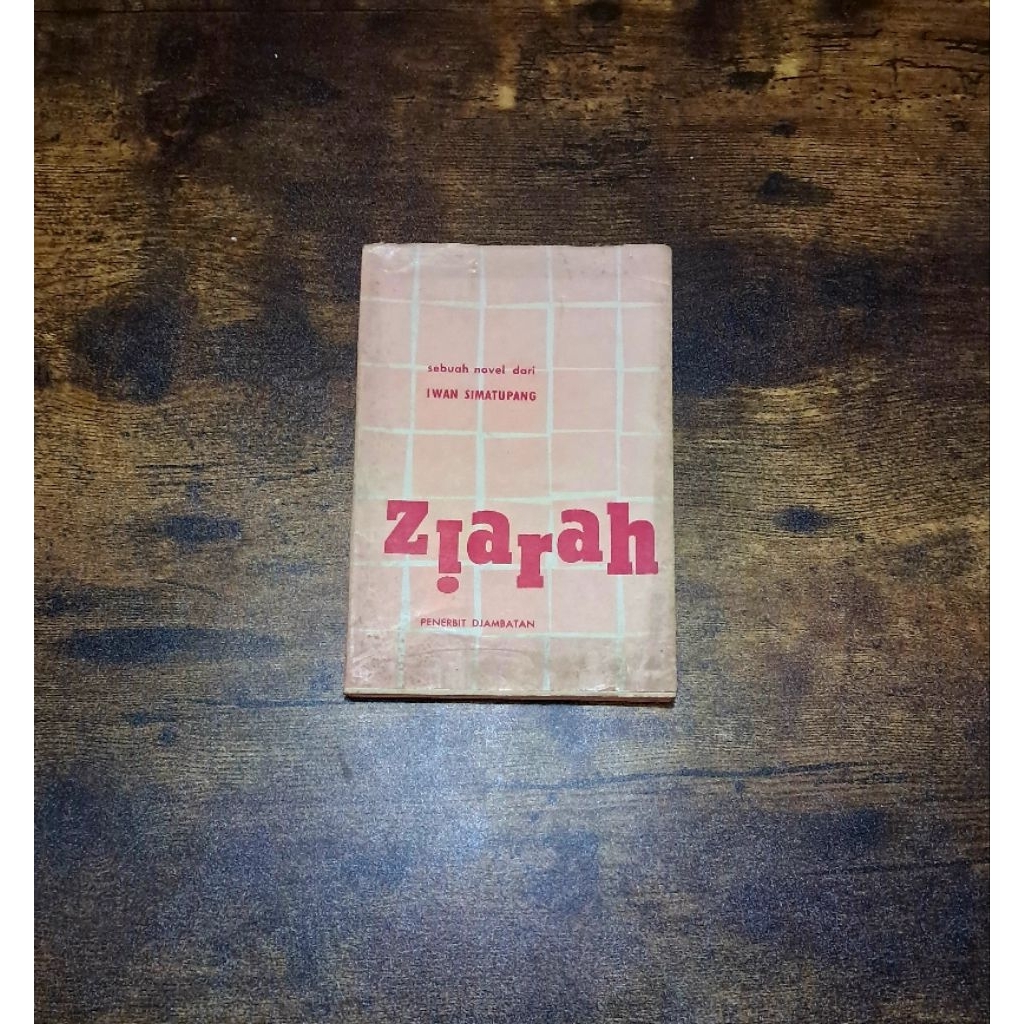 sebuah novel dari
IWAN SIMATUPANG
ziarah
PENERBIT DJAMBATAN